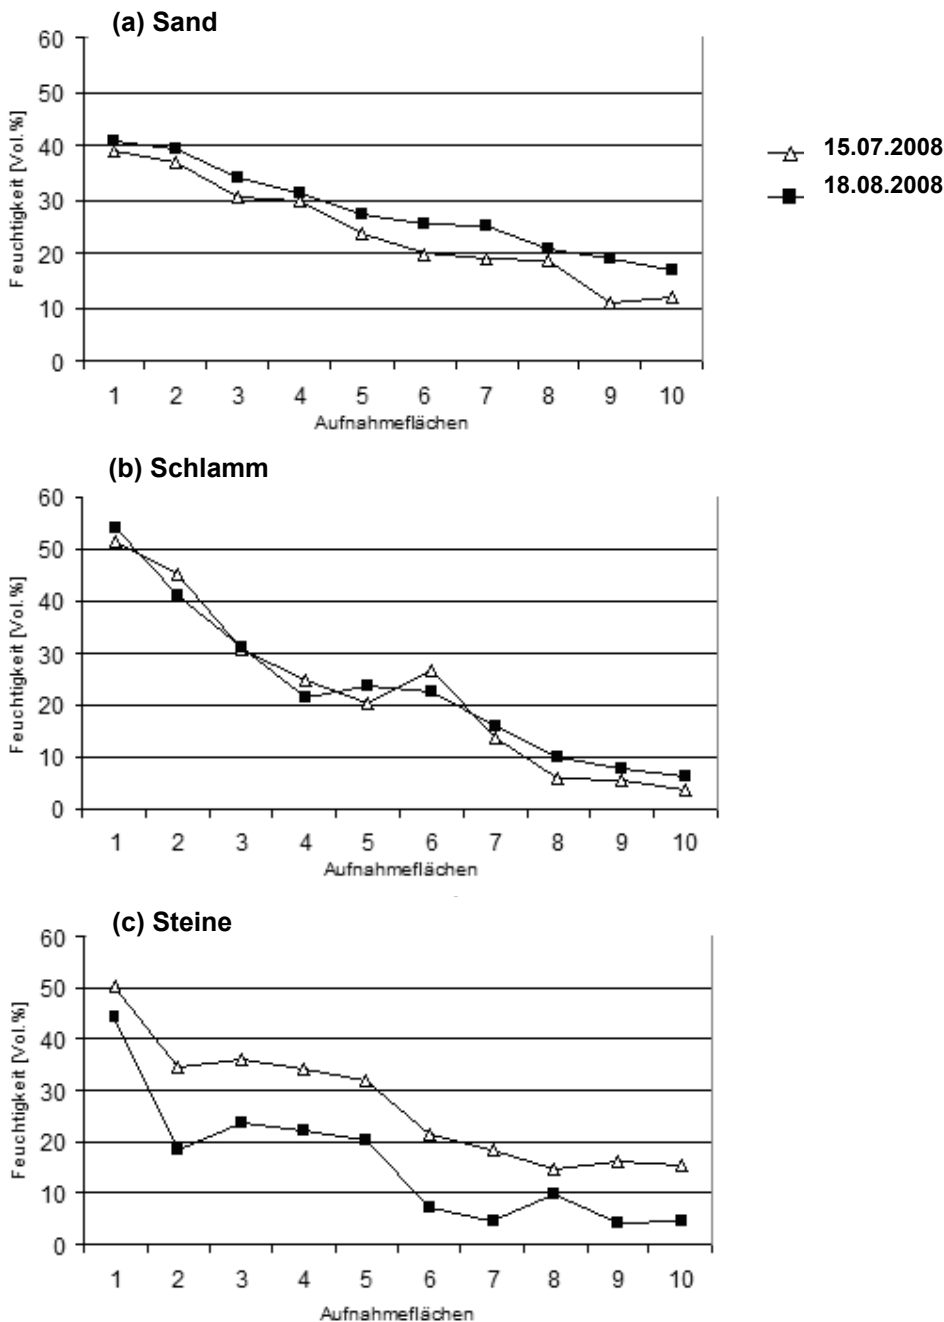 (a) Sand
60
50
40
30
20
10
0
Feuchtigkeit [Vol.%]
1 2 3 4 5 6 7 8 9 10
Aufnahmeflächen
15.07.2008
18.08.2008
(b) Schlamm
60
50
40
30
20
10
0
Feuchtigkeit [Vol.%]
1 2 3 4 5 6 7 8 9 10
Aufnahmeflächen
(c) Steine
60
50
40
30
20
10
0
Feuchtigkeit [Vol.%]
1 2 3 4 5 6 7 8 9 10
Aufnahmeflächen